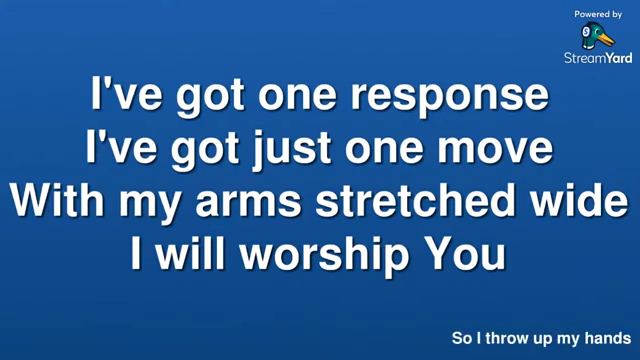 Powered by
StreamYard
I've got one response
I've got just one move
With my arms stretched wide
I will worship You
So I throw up my hands